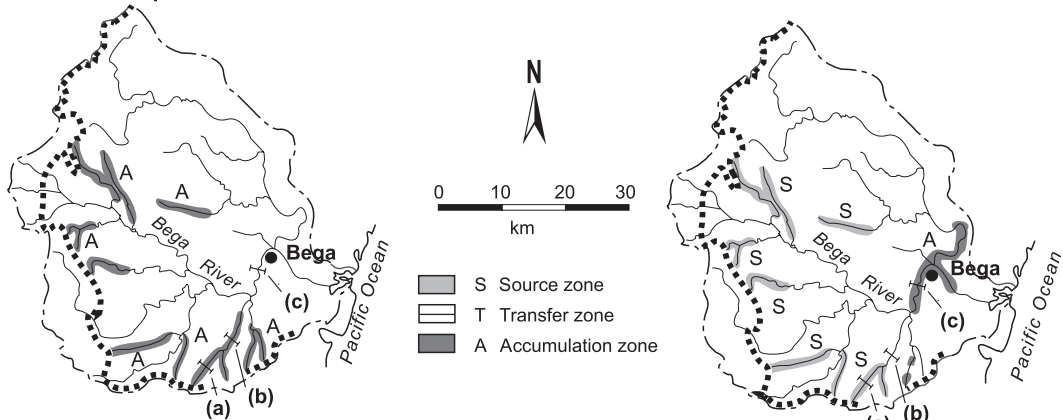 A
A
A
A
A
A
Bega
River
Bega
Pacific Ocean
(a)
(b)
(c)
N
0 10 20 30
km
S Source zone
T Transfer zone
A Accumulation zone
S
S
S
S
S
S
A
Bega
River
Bega
Pacific Ocean
(b)
(c)